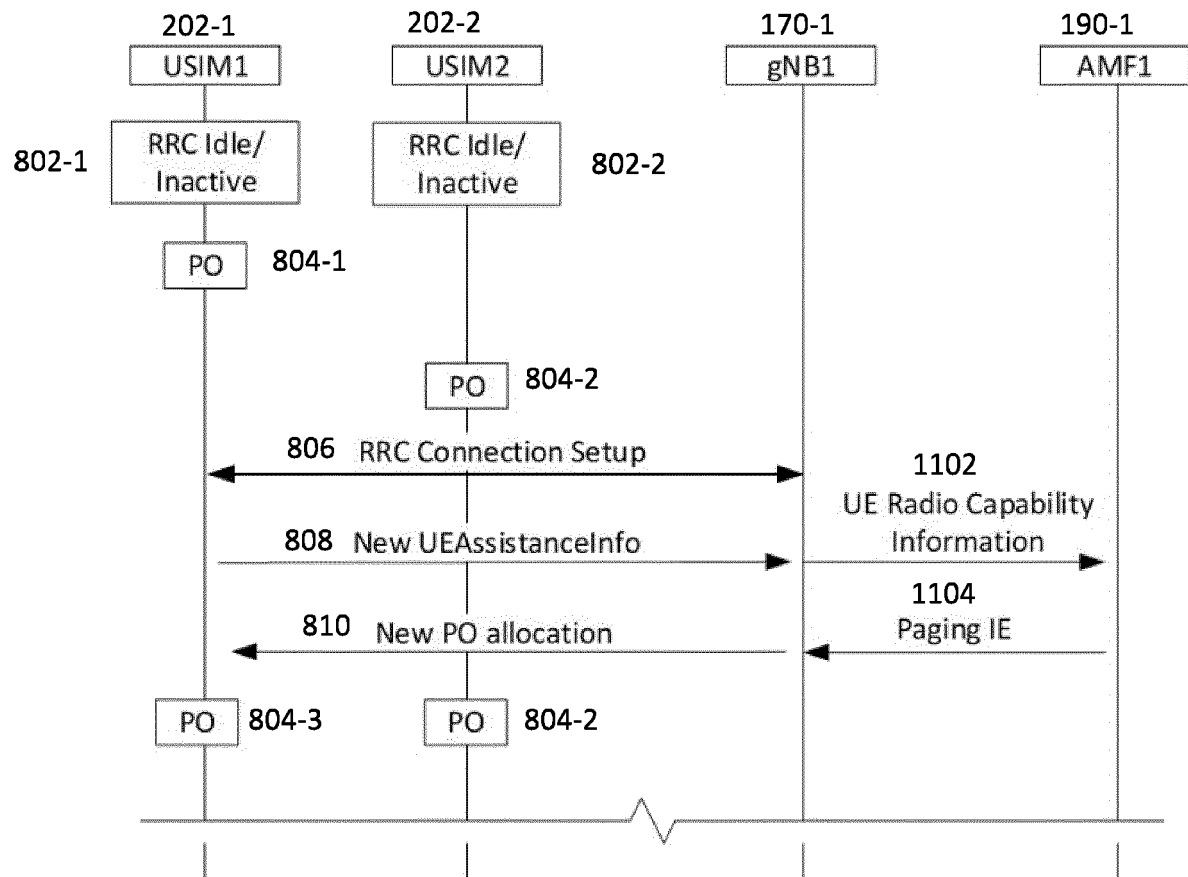 202-1
202-2
170-1
190-1
USIM1
USIM2
gNB1
AMF1
802-1
RRC Idle/
Inactive
RRC Idle/
Inactive
802-2
PO
804-1
PO
804-2
806 RRC Connection Setup
1102
UE Radio Capability
Information
808 New UEAssistanceInfo
1104
Paging IE
810 New PO allocation
PO
804-3
PO
804-2